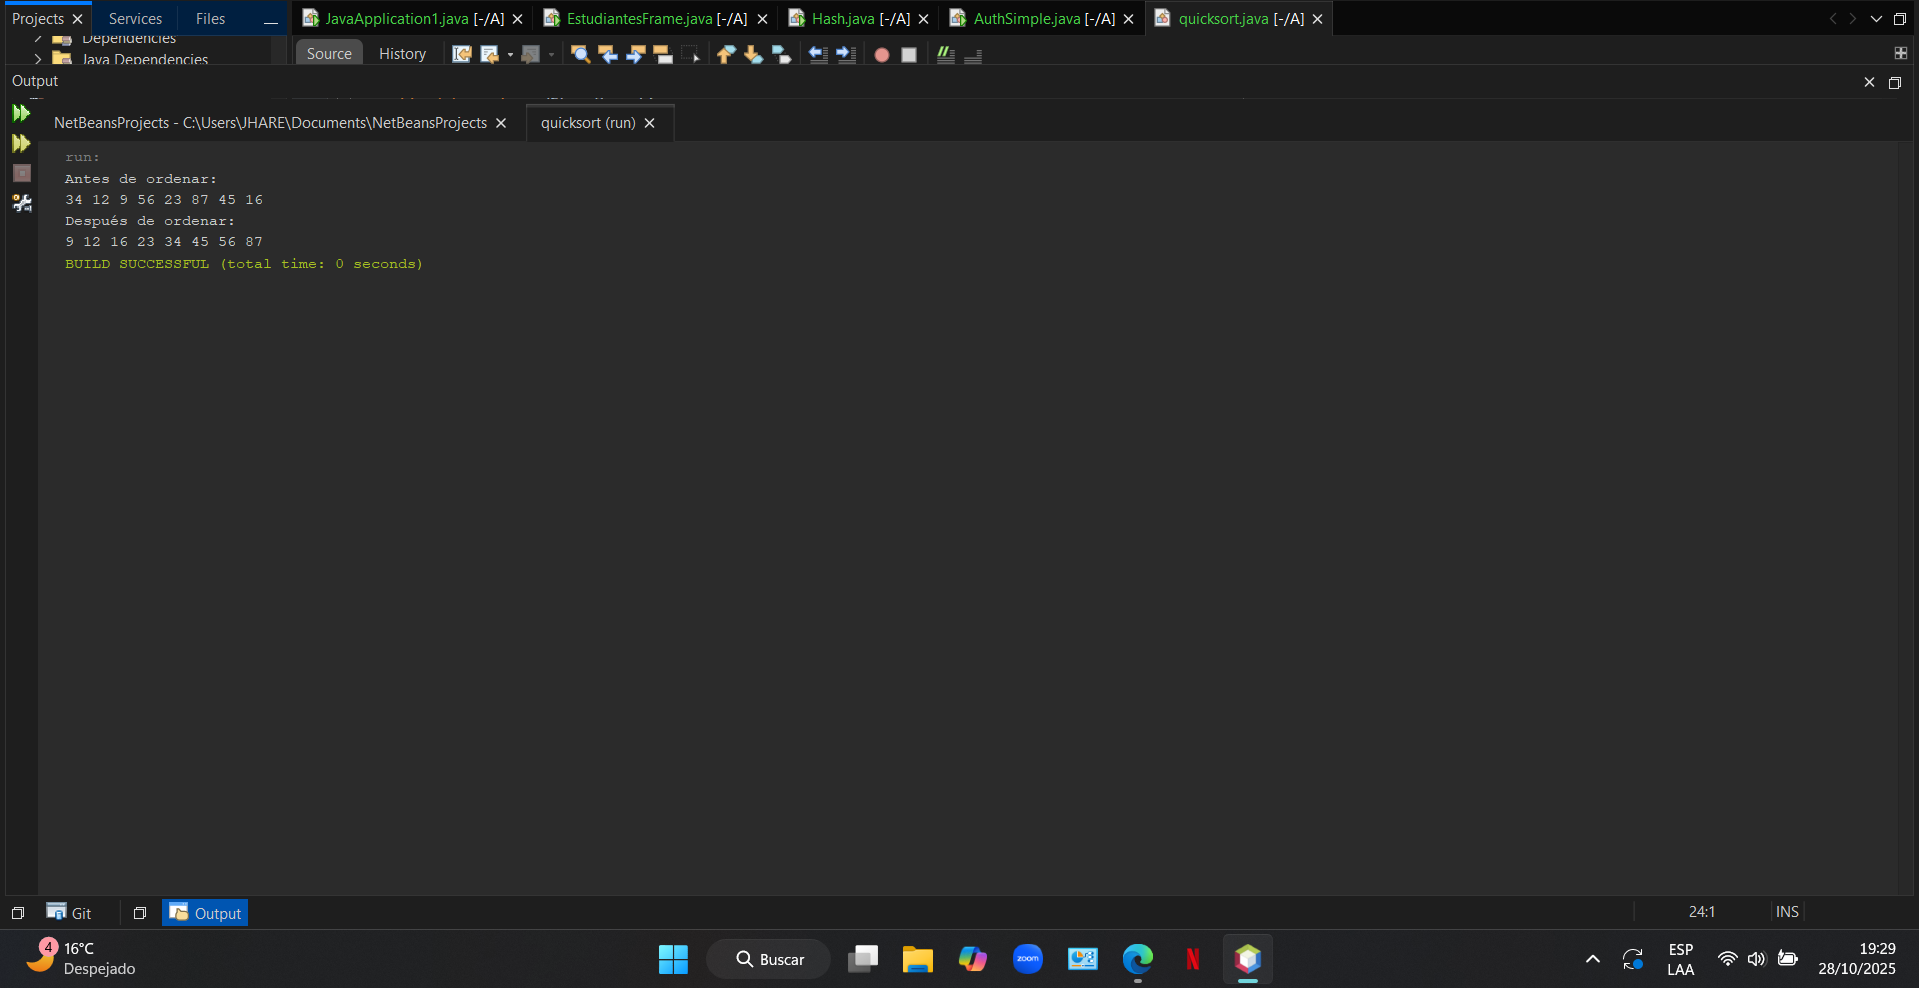 Projects Services Files JavaApplication1.java [-/A] EstudiantesFrame.java [-/A] Hash.java [-/A] AuthSimple.java [-/A] quicksort.java [-/A]
Dependencies
Java Dependencies
Source History
Output
NetBeansProjects - C:\Users\JHARE\Documents\NetBeansProjects quicksort (run)
run:
Antes de ordenar:
34 12 9 56 23 87 45 16
Después de ordenar:
9 12 16 23 34 45 56 87
BUILD SUCCESSFUL (total time: 0 seconds)
Git Output 24:1 INS
4 16°C
Despejado
Buscar
zoom
N
ESP
LAA
19:29
28/10/2025